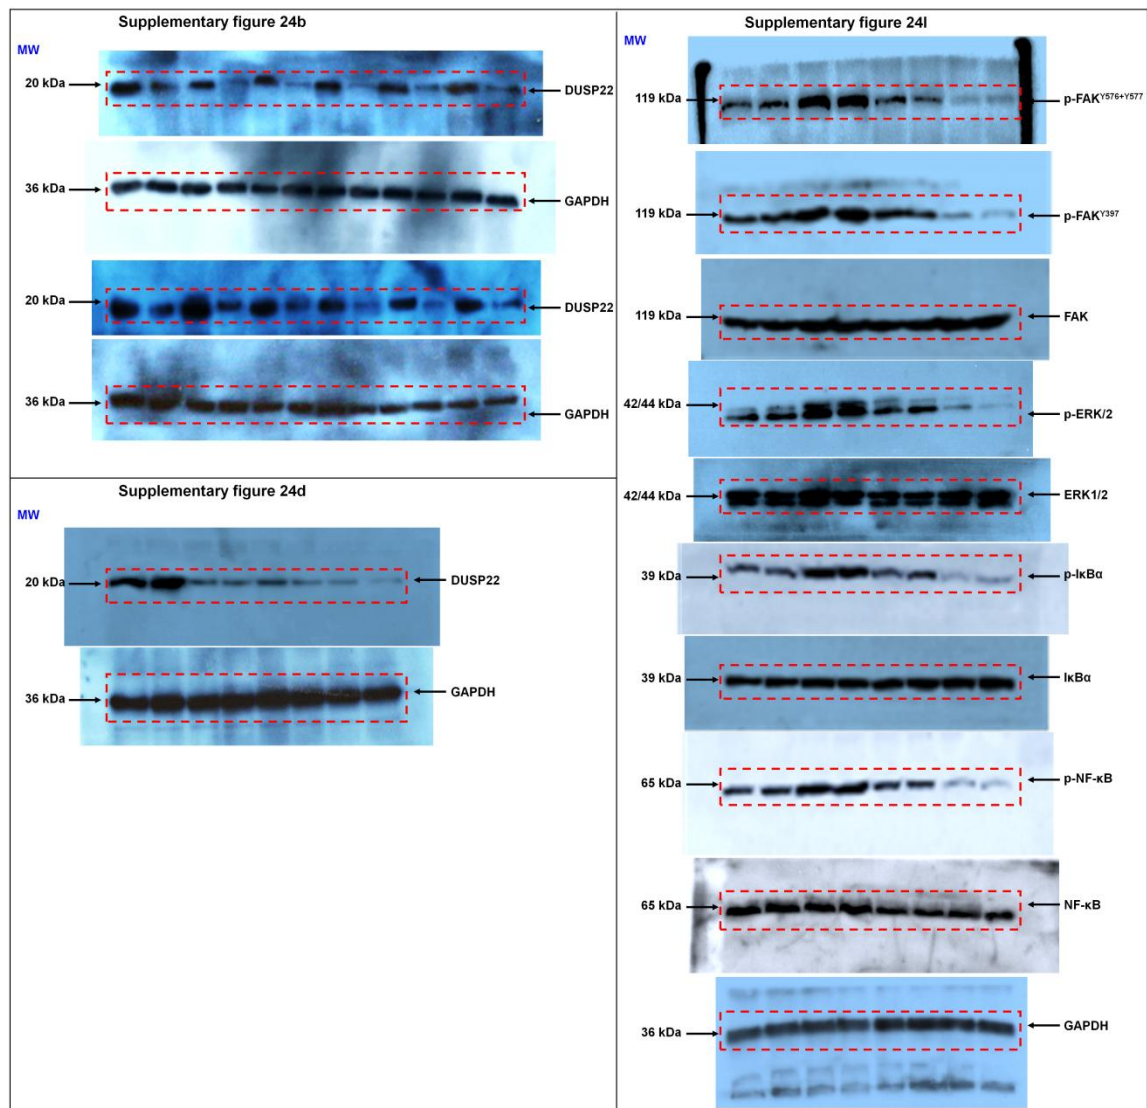 Supplementary figure 24b
MW
20 kDa
DUSP22
36 kDa
GAPDH
20 kDa
DUSP22
36 kDa
GAPDH
Supplementary figure 24d
MW
20 kDa
DUSP22
36 kDa
GAPDH
Supplementary figure 24l
MW
119 kDa
p-FAKY576+Y577
119 kDa
p-FAKY397
119 kDa
FAK
42/44 kDa
p-ERK/2
42/44 kDa
ERK1/2
39 kDa
p-IκBα
39 kDa
IκBα
65 kDa
p-NF-κB
65 kDa
NF-κB
36 kDa
GAPDH